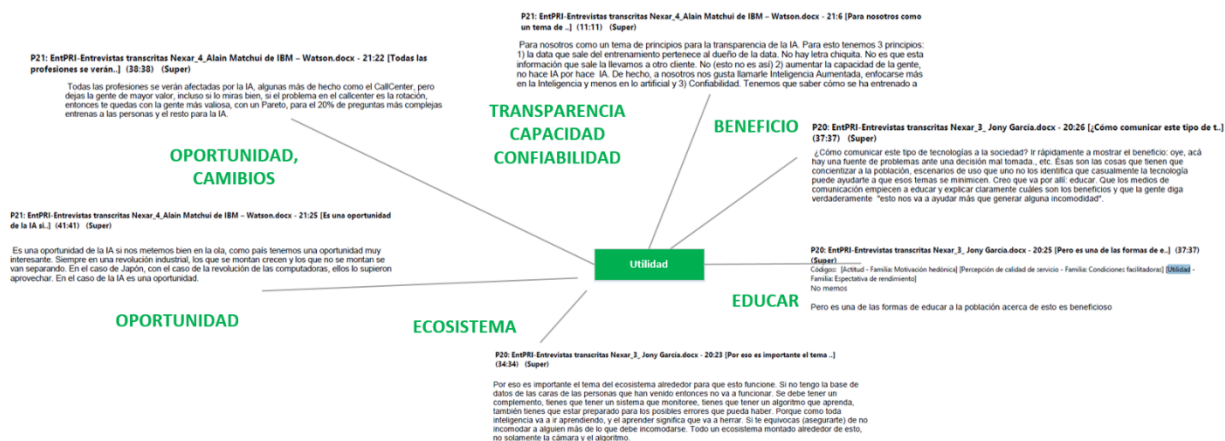 P21: EntPRI-Entrevistas transcritas Nexar_4_Alain Matchui de IBM – Watson.docx - 21:6 [Para nosotros como
un tema de ..] (11:11) (Super)
Para nosotros como un tema de principios para la transparencia de la IA. Para esto tenemos 3 principios:
1) la data que sale del entrenamiento pertenece al dueño de la data. No hay letra chiquita. No es que esta
información que sale la llevamos a otro cliente. No (esto no es así) 2) aumentar la capacidad de la gente,
no hace IA por hace IA. De hecho, a nosotros nos gusta llamarle Inteligencia Aumentada, enfocarse más
en la Inteligencia y menos en lo artificial y 3) Confiabilidad. Tenemos que saber cómo se ha entrenado a
P21: EntPRI-Entrevistas transcritas Nexar_4_Alain Matchui de IBM – Watson.docx - 21:22 [Todas las
profesiones se verán..] (38:38) (Super)
Todas las profesiones se verán afectadas por la IA, algunas más de hecho como el CallCenter, pero
dejas la gente de mayor valor, incluso si lo miras bien, si el problema en el callcenter es la rotación,
entonces te quedas con la gente más valiosa, con un Pareto, para el 20% de preguntas más complejas
entrenas a las personas y el resto para la IA.
TRANSPARENCIA
CAPACIDAD
CONFIABILIDAD
BENEFICIO
P20: EntPRI-Entrevistas transcritas Nexar_3_ Jony García.docx - 20:26 [¿Cómo comunicar este tipo de t..]
(37:37) (Super)
¿Cómo comunicar este tipo de tecnologías a la sociedad? Ir rápidamente a mostrar el beneficio: oye, acá
hay una fuente de problemas ante una decisión mal tomada., etc. Ésas son las cosas que tienen que
concientizar a la población, escenarios de uso que uno no los identifica que casualmente la tecnología
puede ayudarte a que esos temas se minimicen. Creo que va por allí: educar. Que los medios de
comunicación empiecen a educar y explicar claramente cuáles son los beneficios y que la gente diga
verdaderamente "esto nos va a ayudar más que generar alguna incomodidad".
OPORTUNIDAD,
CAMBIOS
P21: EntPRI-Entrevistas transcritas Nexar_4_Alain Matchui de IBM – Watson.docx - 21:25 [Es una oportunidad
de la IA si..] (41:41) (Super)
Es una oportunidad de la IA si nos metemos bien en la ola, como país tenemos una oportunidad muy
interesante. Siempre en una revolución industrial, los que se montan crecen y los que no se montan se
van separando. En el caso de Japón, con el caso de la revolución de las computadoras, ellos lo supieron
aprovechar. En el caso de la IA es una oportunidad.
Utilidad
P20: EntPRI-Entrevistas transcritas Nexar_3_ Jony García.docx - 20:25 [Pero es una de las formas de e..] (37:37)
(Super)
Códigos: [Actitud - Familia: Motivación hedónica] [Percepción de calidad de servicio - Familia: Condiciones facilitadoras] [Utilidad -
Familia: Espectativa de rendimiento]
No memos
Pero es una de las formas de educar a la población acerca de esto es beneficioso
EDUCAR
OPORTUNIDAD
ECOSISTEMA
P20: EntPRI-Entrevistas transcritas Nexar_3_ Jony García.docx - 20:23 [Por eso es importante el tema ..]
(34:34) (Super)
Por eso es importante el tema del ecosistema alrededor para que esto funcione. Si no tengo la base de
datos de las caras de las personas que han venido entonces no va a funcionar. Se debe tener un
complemento, tienes que tener un sistema que monitoree, tienes que tener un algoritmo que aprenda,
también tienes que estar preparado para los posibles errores que pueda haber. Porque como toda
inteligencia va a ir aprendiendo, y el aprender significa que va a herrar. Si te equivocas (asegurarte) de no
incomodar a alguien más de lo que debe incomodarse. Todo un ecosistema montado alrededor de esto,
no solamente la cámara y el algoritmo.